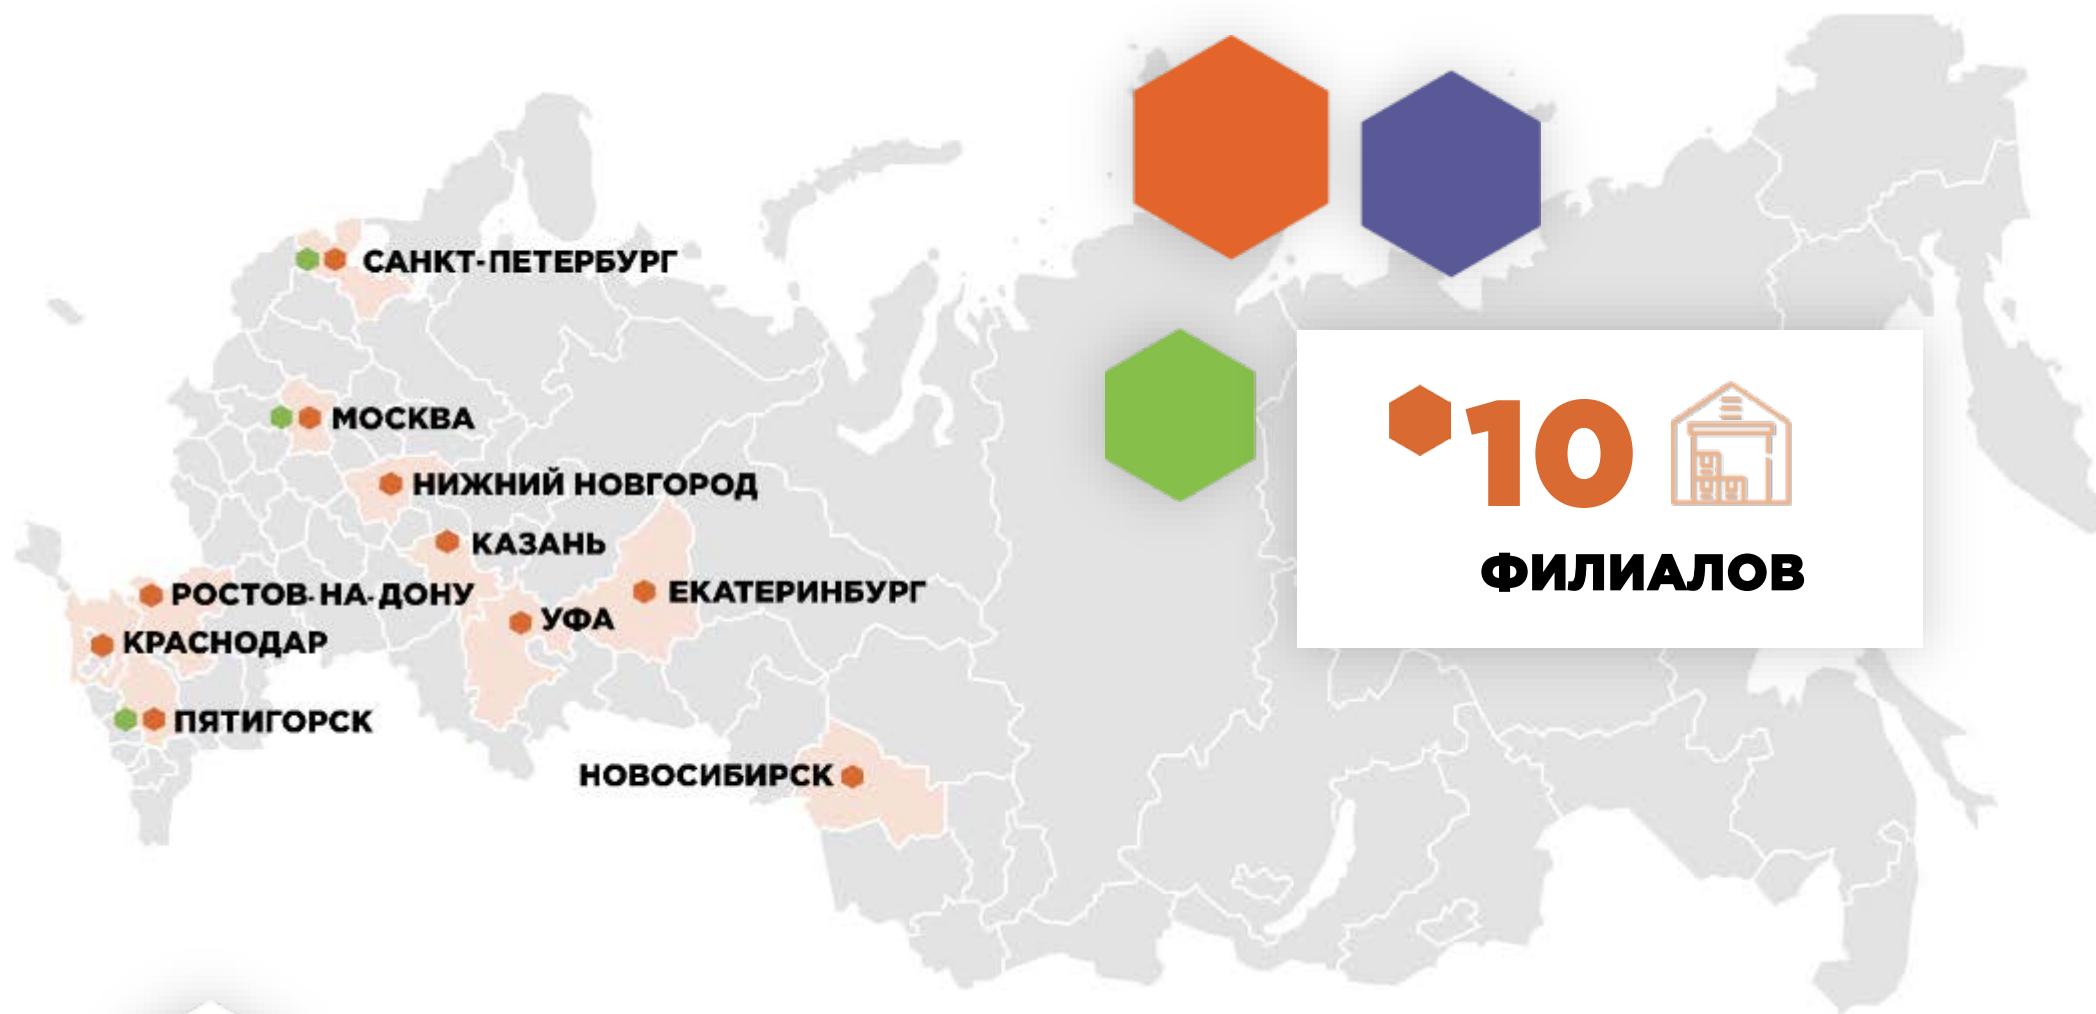 САНКТ-ПЕТЕРБУРГ
МОСКВА
НИЖНИЙ НОВГОРОД
КАЗАНЬ
РОСТОВ-НА-ДОНУ
ЕКАТЕРИНБУРГ
УФА
КРАСНОДАР
ПЯТИГОРСК
НОВОСИБИРСК
10
ФИЛИАЛОВ